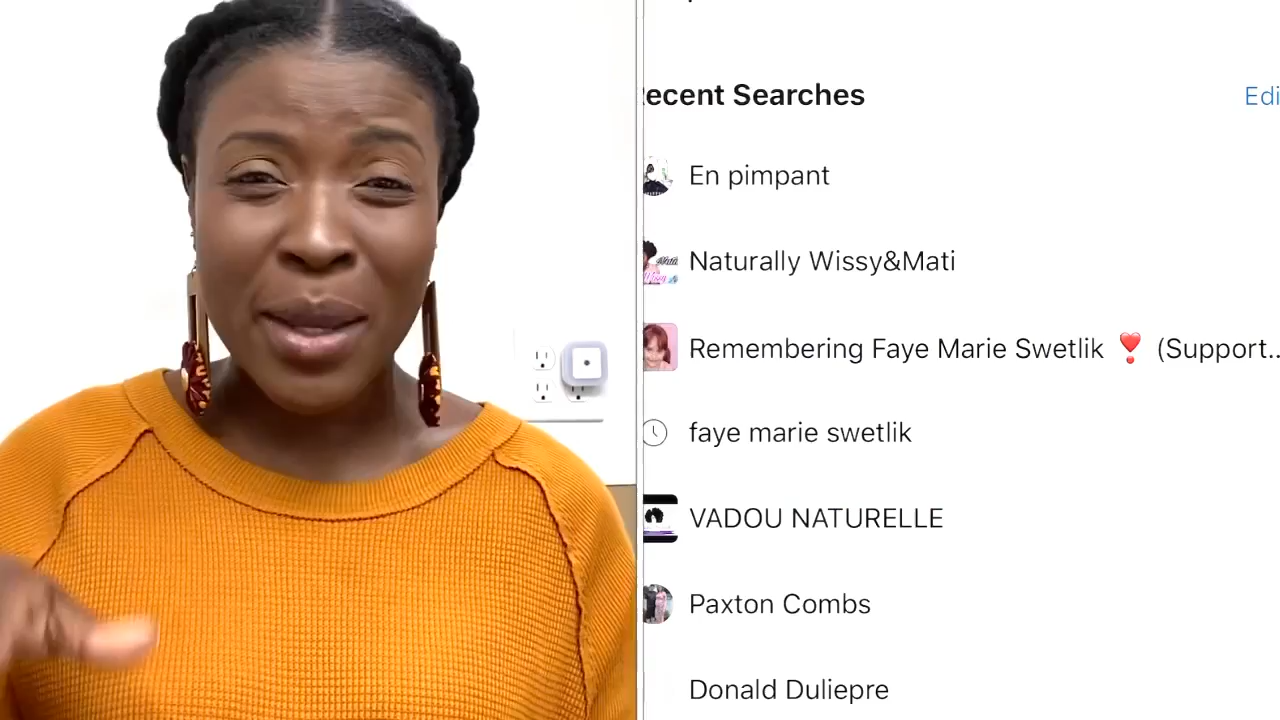 ecent Searches
Edi
En pimpant
Naturally Wissy&Mati
Remembering Faye Marie Swetlik ❣️ (Support...
faye marie swetlik
VADOU NATURELLE
Paxton Combs
Donald Duliepre